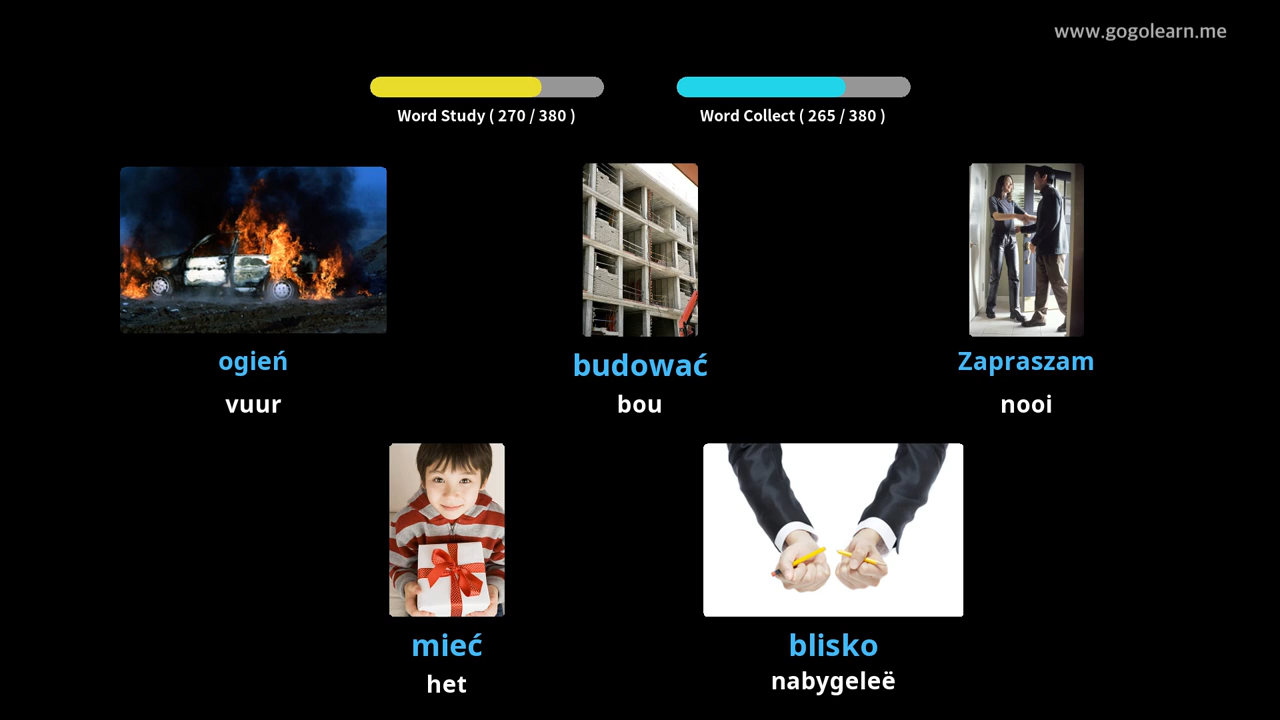 www.gogolearn.me
Word Study ( 270 / 380 )
Word Collect ( 265 / 380 )
ogień
budować
Zapraszam
vuur
bou
nooi
mieć
blisko
het
nabygeleë